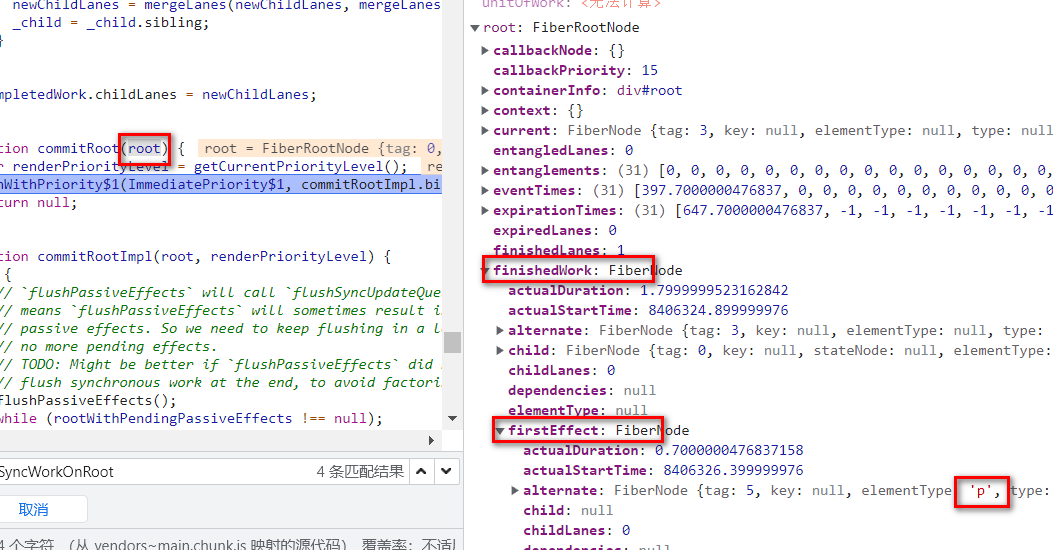 newChildLanes = mergeLanes(newChildLanes, mergeLanes
_child = _child.sibling;
}
mpletedWork.childLanes = newChildLanes;
ction commitRoot(root) { root = FiberRootNode {tag: 0,
r renderPriorityLevel = getCurrentPriorityLevel(); re
nWithPriority$1(ImmediatePriority$1, commitRootImpl.bi
turn null;
ction commitRootImpl(root, renderPriorityLevel) {
{
// `flushPassiveEffects` will call `flushSyncUpdateQue
// means `flushPassiveEffects` will sometimes result i
// passive effects. So we need to keep flushing in a l
// no more pending effects.
// TODO: Might be better if `flushPassiveEffects` did
// flush synchronous work at the end, to avoid factori
flushPassiveEffects();
while (rootWithPendingPassiveEffects !== null);
SyncWorkOnRoot 4 条匹配结果
取消
4 个字符 （从 vendors~main.chunk.js 映射的源代码） 覆盖率：不适用
unitOfWork: <无法计算>
root: FiberRootNode
callbackNode: {}
callbackPriority: 15
containerInfo: div#root
context: {}
current: FiberNode {tag: 3, key: null, elementType: null, type: null
entangledLanes: 0
entanglements: (31) [0, 0, 0, 0, 0, 0, 0, 0, 0, 0, 0, 0, 0, 0, 0, 0,
eventTimes: (31) [397.7000000476837, 0, 0, 0, 0, 0, 0, 0, 0, 0, 0, 0
expirationTimes: (31) [647.7000000476837, -1, -1, -1, -1, -1, -1, -1
expiredLanes: 0
finishedLanes: 1
finishedWork: FiberNode
actualDuration: 1.7999999523162842
actualStartTime: 8406324.899999976
alternate: FiberNode {tag: 3, key: null, elementType: null, type:
child: FiberNode {tag: 0, key: null, stateNode: null, elementType:
childLanes: 0
dependencies: null
elementType: null
firstEffect: FiberNode
actualDuration: 0.7000000476837158
actualStartTime: 8406326.399999976
alternate: FiberNode {tag: 5, key: null, elementType: 'p', type:
child: null
childLanes: 0
dependencies: null